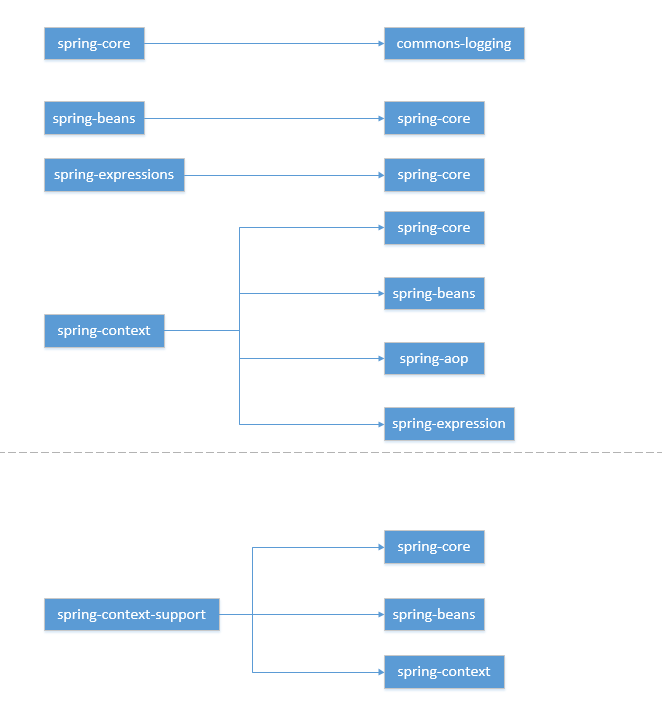 spring-core
commons-logging
spring-beans
spring-core
spring-expressions
spring-core
spring-core
spring-beans
spring-context
spring-aop
spring-expression
spring-core
spring-context-support
spring-beans
spring-context